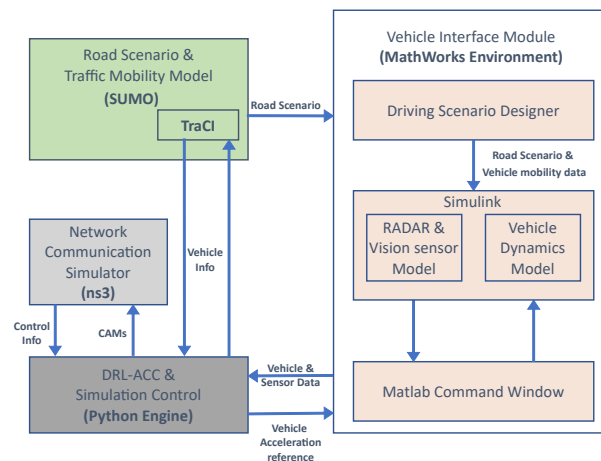 Road Scenario &
Traffic Mobility Model
(SUMO)
TraCI
Road Scenario
Vehicle Interface Module
(MathWorks Environment)
Driving Scenario Designer
Road Scenario &
Vehicle mobility data
Simulink
RADAR &
Vision sensor
Model
Vehicle
Dynamics
Model
Network
Communication
Simulator
(ns3)
Vehicle
Info
Control
Info
CAMs
DRL-ACC &
Simulation Control
(Python Engine)
Vehicle &
Sensor Data
Vehicle
Acceleration
reference
Matlab Command Window